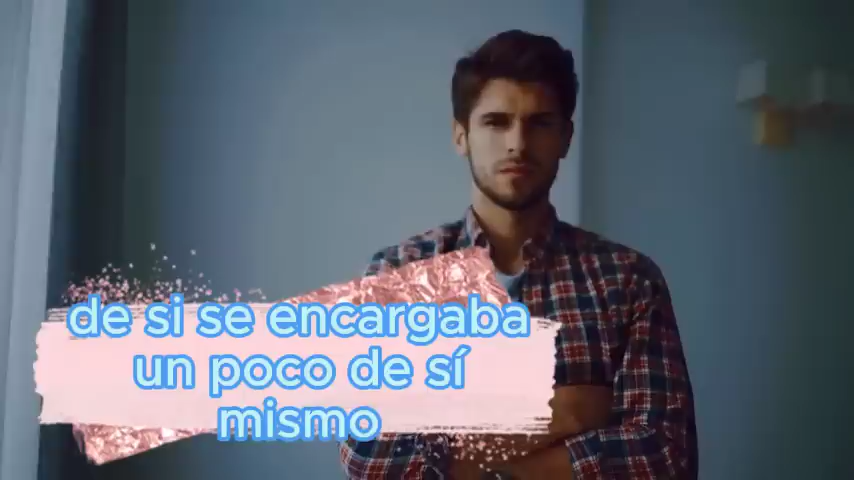 de si se encargaba
un poco de sí
mismo